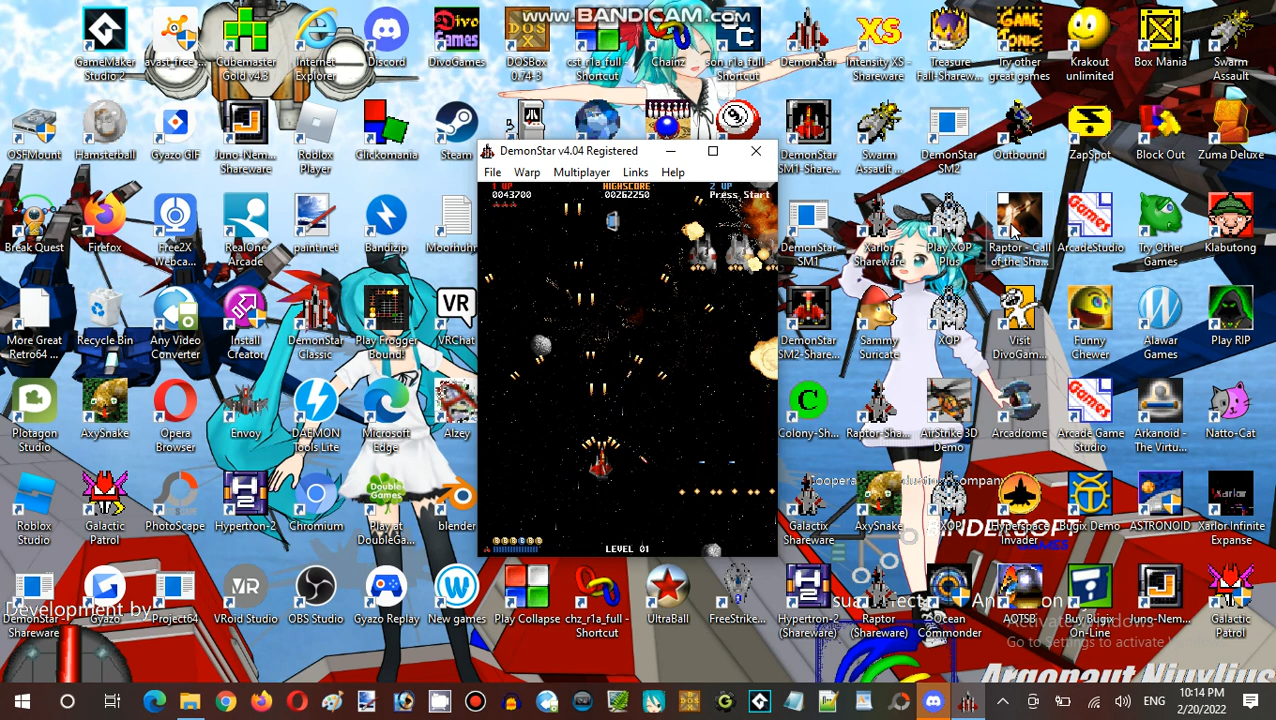 www.BANDICAM.com
GameMaker Studio 2
avast_free_...
Cubemaster Gold v4.3
Internet Explorer
Discord
DivoGames
DOSBox 0.74-3
cst_r1a_full - Shortcut
Chainz
con_r1a_full - Shortcut
DemonStar
Intensity XS - Shareware
Treasure Fall-Sharew...
Try other great games
Krakout unlimited
Box Mania
Swarm Assault
OSFMount
Hamsterball
Gyazo GIF
Juno-Nem... Shareware
Roblox Player
Clickomania
Steam
DemonStar SM1-Share...
Swarm Assault ...
DemonStar SM2
Outbound
ZapSpot
Block Out
Zuma Deluxe
DemonStar v4.04 Registered
File Warp Multiplayer Links Help
1 UP HIGHSCORE 2 UP
0043700 00262250 Press Start
Break Quest
Firefox
Free2X Webca...
RealOne Arcade
paint.net
Bandizip
Moorhuhn
DemonStar SM1
Xarlor Shareware
Play XOP Plus
Raptor - Call of the Sha...
ArcadeStudio
Try Other Games
Klabutong
More Great Retro64 ...
Recycle Bin
Any Video Converter
Install Creator
DemonStar Classic
Play Frogger Bound!
VRChat
DemonStar SM2-Share...
Sammy Suricate
XOP
Visit DivoGam...
Funny Chewer
Alawar Games
Play RIP
Plotagon Studio
AxySnake
Opera Browser
Envoy
DAEMON Tools Lite
Microsoft Edge
Alzey
Colony-Sh...
Raptor-Sha...
AirStrike 3D Demo
Arcadrome
Arcade Game Studio
Arkanoid - The Virtu...
Natto-Cat
Roblox Studio
Galactic Patrol
PhotoScape
Hypertron-2
Chromium
Play at DoubleGa...
blender
Galactix Shareware
AxySnake
XOP
Hyperspace Invader
Bugix Demo
ASTRONOID
Xarlor Infinite Expanse
LEVEL 01
DemonStar - Shareware
Gyazo
Project64
VRoid Studio
OBS Studio
Gyazo Replay
New games
Play Collapse
chz_r1a_full - Shortcut
UltraBall
FreeStrike...
Hypertron-2 (Shareware)
Raptor (Shareware)
Ocean Commonder
AOTSB
Buy Bugix On-Line
Juno-Nem...
Galactic Patrol
Development by
Activate Windows
Go to Settings to activate
ENG
10:14 PM
2/20/2022